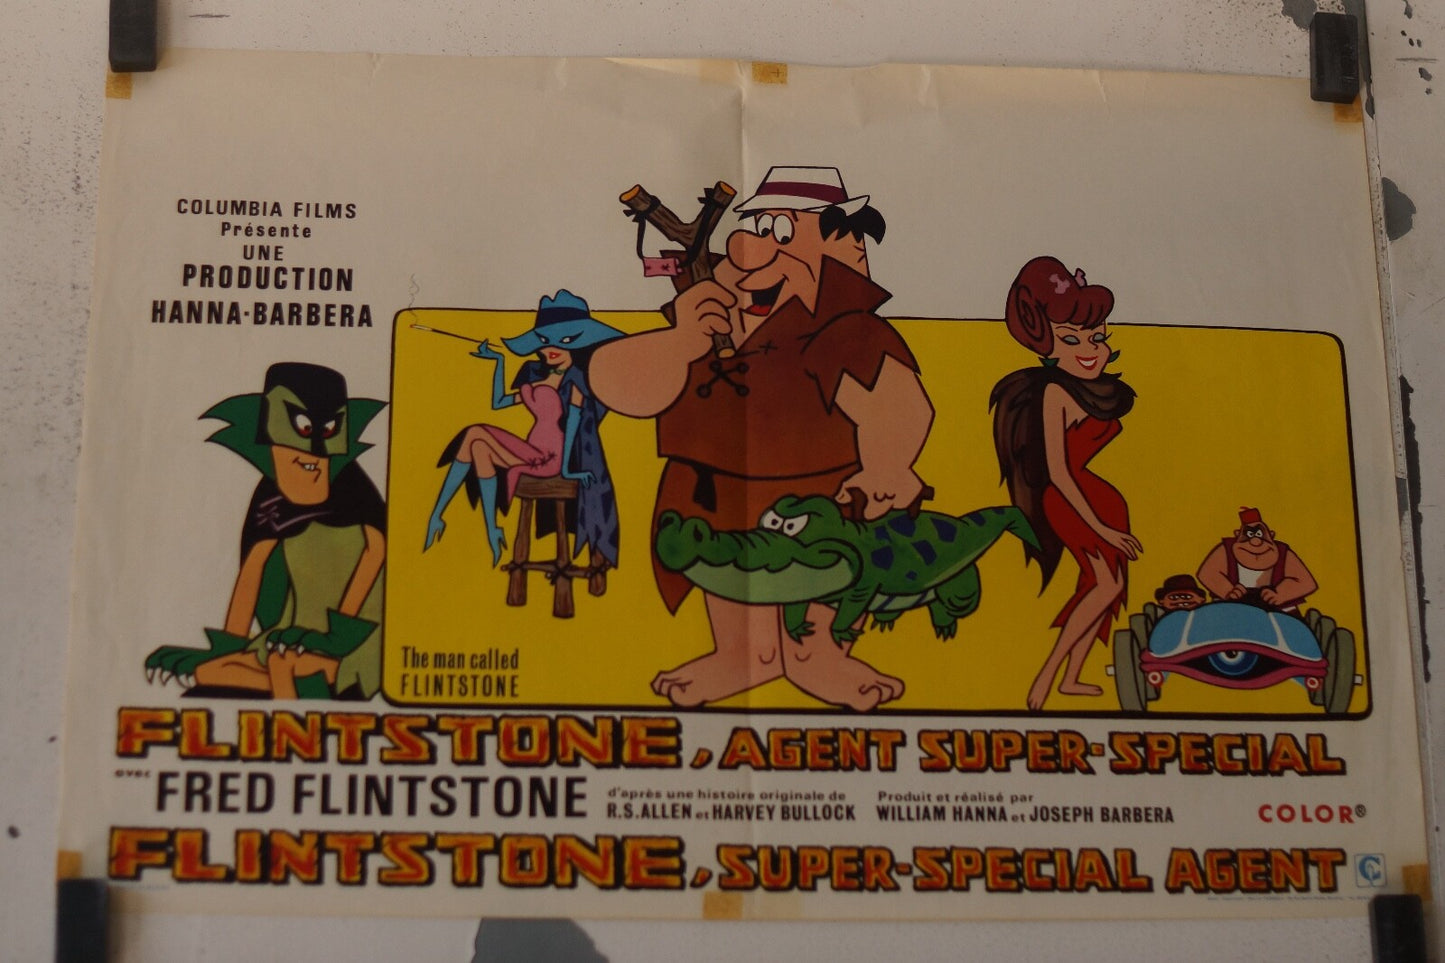 COLUMBIA FILMS
Présente
UNE
PRODUCTION
HANNA-BARBERA
The man called
FLINTSTONE
FLINTSTONE, AGENT SUPER-SPECIAL
avec FRED FLINTSTONE
d'après une histoire originale de
R.S.ALLEN et HARVEY BULLOCK
Produit et réalisé par
WILLIAM HANNA et JOSEPH BARBERA
COLOR®
FLINTSTONE, SUPER-SPECIAL AGENT